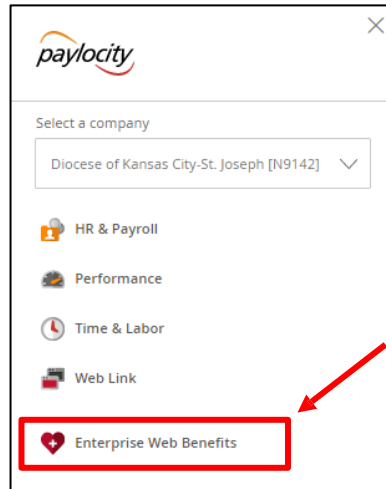 paylocity
Select a company
Diocese of Kansas City-St. Joseph [N9142]
HR & Payroll
Performance
Time & Labor
Web Link
Enterprise Web Benefits